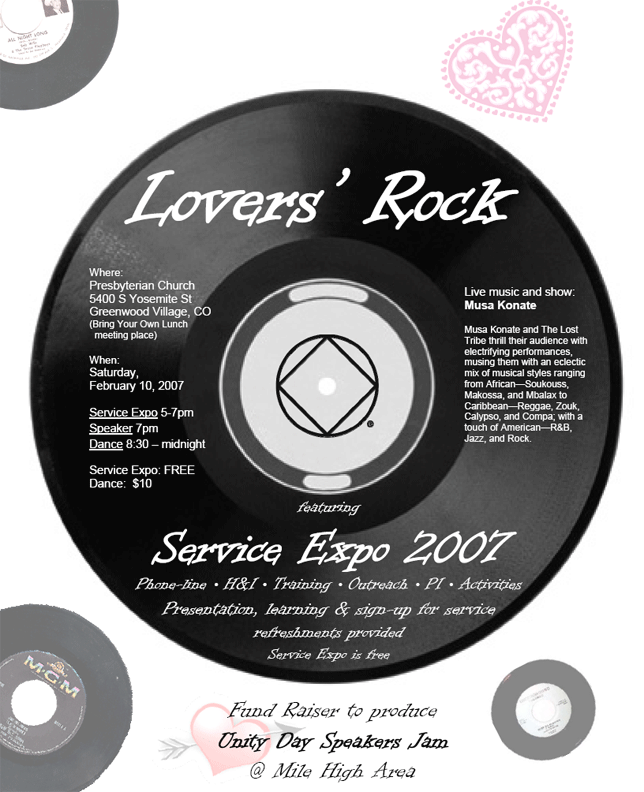 ALL NIGHT LONG
Lovers' Rock
Where:
Presbyterian Church
5400 S Yosemite St
Greenwood Village, CO
(Bring Your Own Lunch
meeting place)
When:
Saturday,
February 10, 2007
Service Expo 5-7pm
Speaker 7pm
Dance 8:30 – midnight
Service Expo: FREE
Dance: $10
Live music and show:
Musa Konate
Musa Konate and The Lost
Tribe thrill their audience with
electrifying performances,
musing them with an eclectic
mix of musical styles ranging
from African—Soukouss,
Makossa, and Mbalax to
Caribbean—Reggae, Zouk,
Calypso, and Compa; with a
touch of American—R&B,
Jazz, and Rock.
®
featuring
Service Expo 2007
Phone-line • H&I • Training • Outreach • PI • Activities
Presentation, learning & sign-up for service
refreshments provided
Service Expo is free
M-G-M
Fund Raiser to produce
Unity Day Speakers Jam
@ Mile High Area